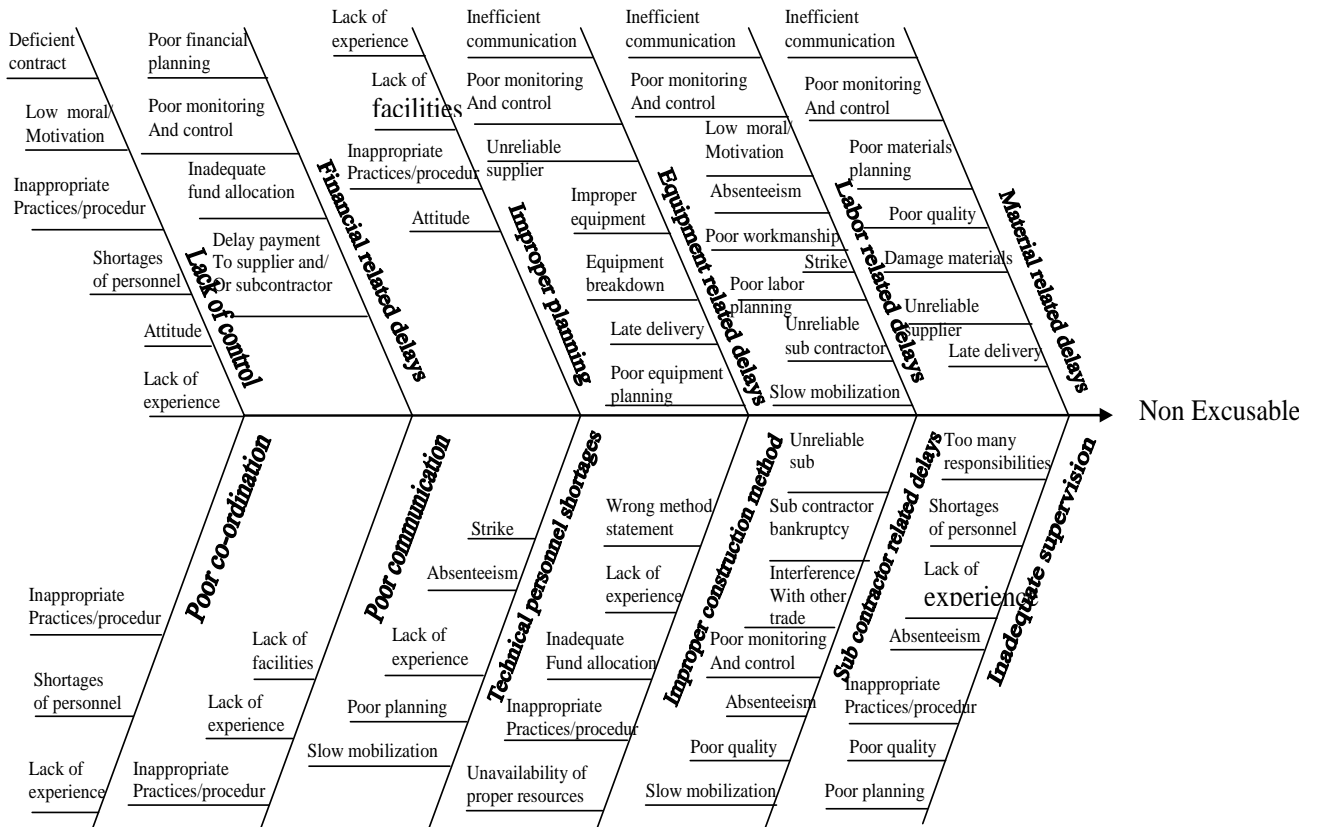 Deficient
contract
Low moral/
Motivation
Inappropriate
Practices/procedur
Shortages
of personnel
Attitude
Lack of
experience
Lack of control
Poor financial
planning
Poor monitoring
And control
Inadequate
fund allocation
Delay payment
To supplier and/
Or subcontractor
Financial related delays
Lack of
experience
Lack of
facilities
Inappropriate
Practices/procedur
Attitude
Improper planning
Inefficient
communication
Poor monitoring
And control
Unreliable
supplier
Improper
equipment
Equipment
breakdown
Late delivery
Poor equipment
planning
Equipment related delays
Inefficient
communication
Poor monitoring
And control
Low moral/
Motivation
Absenteeism
Poor workmanship
Strike
Poor labor
planning
Unreliable
sub contractor
Slow mobilization
Labor related delays
Inefficient
communication
Poor monitoring
And control
Poor materials
planning
Poor quality
Damage materials
Unreliable
supplier
Late delivery
Material related delays
Non Excusable
Poor co-ordination
Inappropriate
Practices/procedur
Shortages
of personnel
Lack of
experience
Poor communication
Lack of
facilities
Lack of
experience
Inappropriate
Practices/procedur
Technical personnel shortages
Strike
Absenteeism
Lack of
experience
Poor planning
Slow mobilization
Improper construction method
Wrong method
statement
Lack of
experience
Inadequate
Fund allocation
Inappropriate
Practices/procedur
Unavailability of
proper resources
Sub contractor related delays
Unreliable
sub
Sub contractor
bankruptcy
Interference
With other
trade
Poor monitoring
And control
Absenteeism
Poor quality
Slow mobilization
Inadequate supervision
Too many
responsibilities
Shortages
of personnel
Lack of
experience
Absenteeism
Inappropriate
Practices/procedur
Poor quality
Poor planning